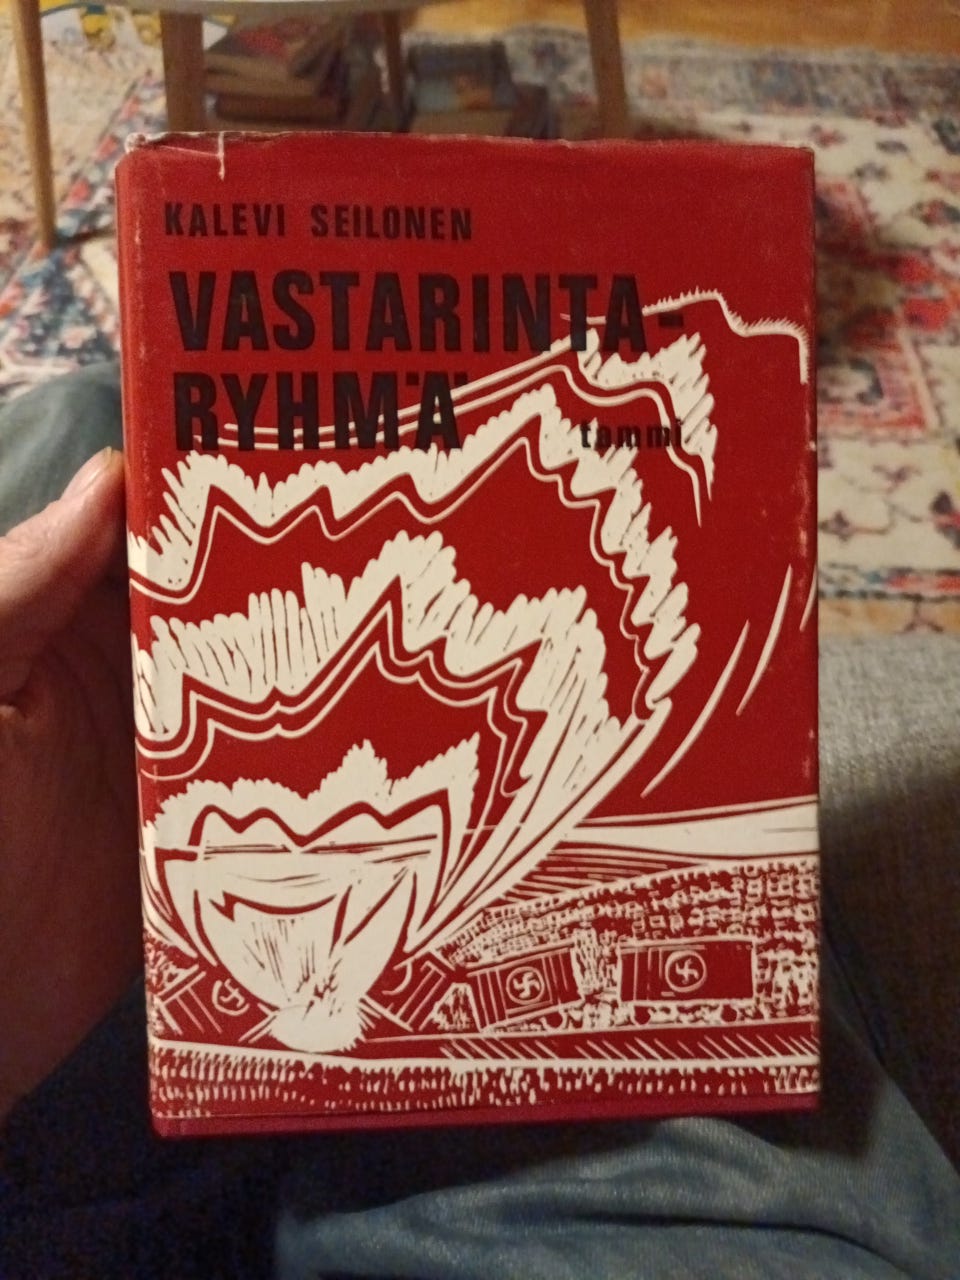 KALEVI SEILONEN
VASTARINTA-
RYHMÄ
tammi